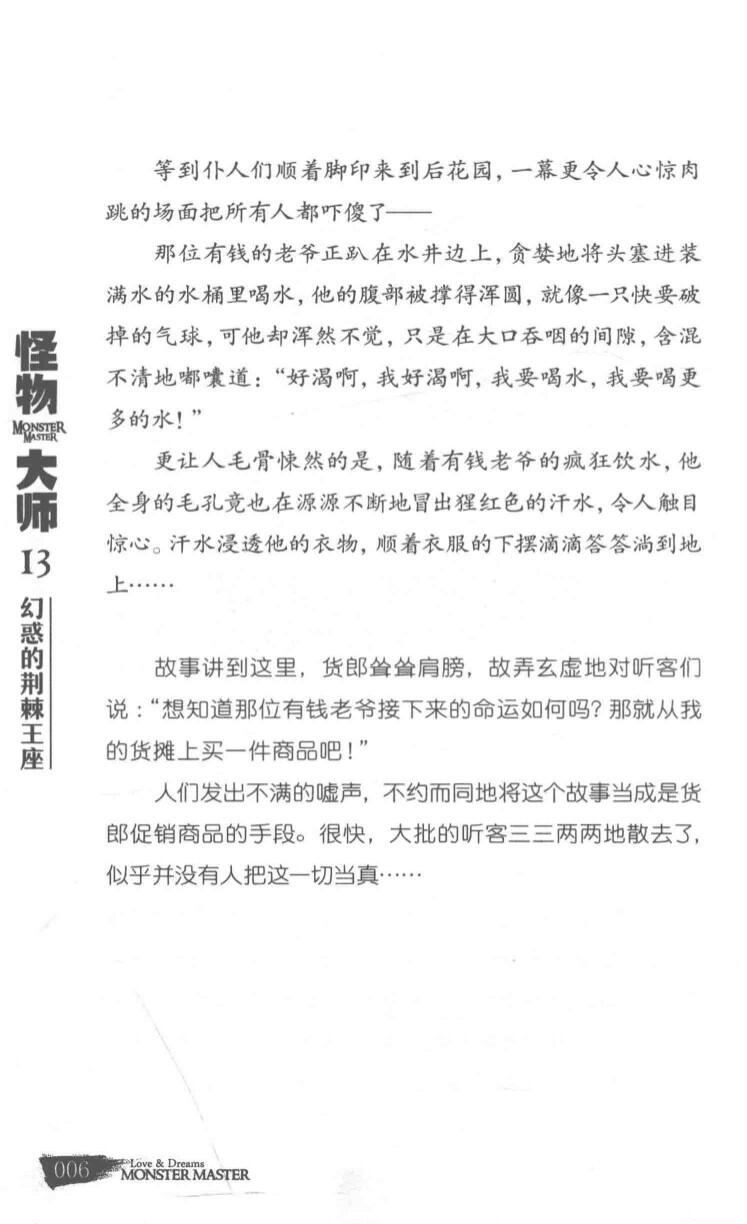 等到仆人们顺着脚印来到后花园，一幕更令人心惊肉
跳的场面把所有人都吓傻了——
那位有钱的老爷正趴在水井边上，贪婪地将头塞进装
满水的水桶里喝水，他的腹部被撑得浑圆，就像一只快要破
掉的气球，可他却浑然不觉，只是在大口吞咽的间隙，含混
不清地嘟囔道：“好渴啊，我好渴啊，我要喝水，我要喝更
多的水！”
更让人毛骨悚然的是，随着有钱老爷的疯狂饮水，他
全身的毛孔竟也在源源不断地冒出猩红色的汗水，令人触目
惊心。汗水浸透他的衣物，顺着衣服的下摆滴滴答答淌到地
上……
故事讲到这里，货郎耸耸肩膀，故弄玄虚地对听客们
说：“想知道那位有钱老爷接下来的命运如何吗？那就从我
的货摊上买一件商品吧！”
人们发出不满的嘘声，不约而同地将这个故事当成是货
郎促销商品的手段。很快，大批的听客三三两两地散去了，
似乎并没有人把这一切当真……
怪物
MONSTER
MASTER
大师
13
幻惑的荆棘王座
006
Love & Dreams
MONSTER MASTER